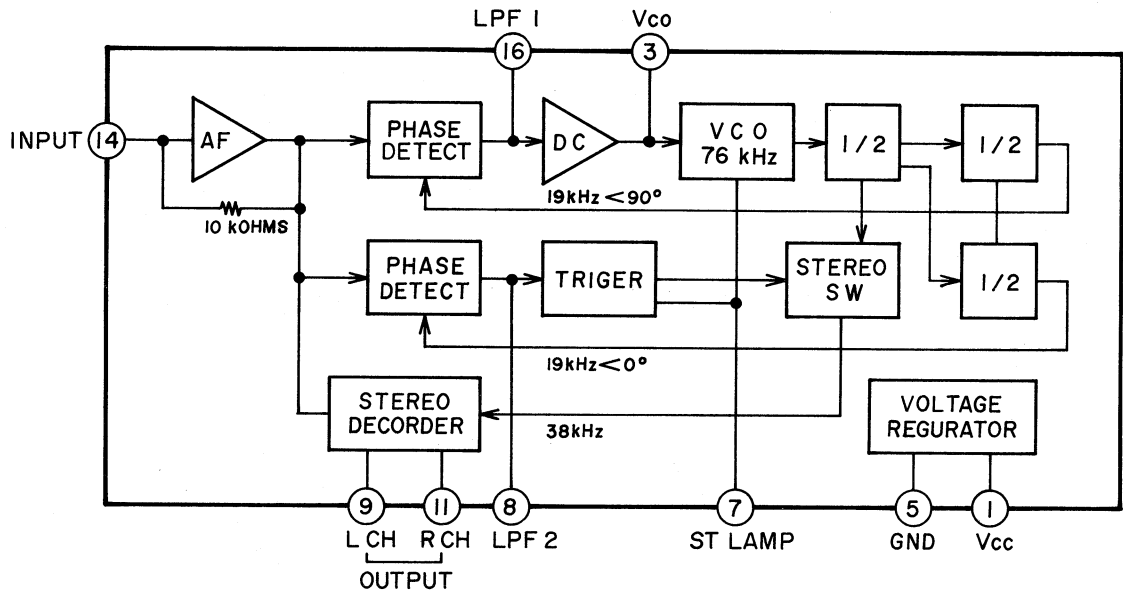 LPF 1
VCO
16
3
INPUT
14
AF
PHASE
DETECT
DC
VCO
76 kHz
1/2
1/2
19kHz<90°
10 kOHMS
PHASE
DETECT
TRIGER
STEREO
SW
1/2
19kHz<0°
STEREO
DECORDER
38kHz
VOLTAGE
REGURATOR
9
11
8
7
5
1
L CH
R CH
LPF 2
ST LAMP
GND
Vcc
OUTPUT